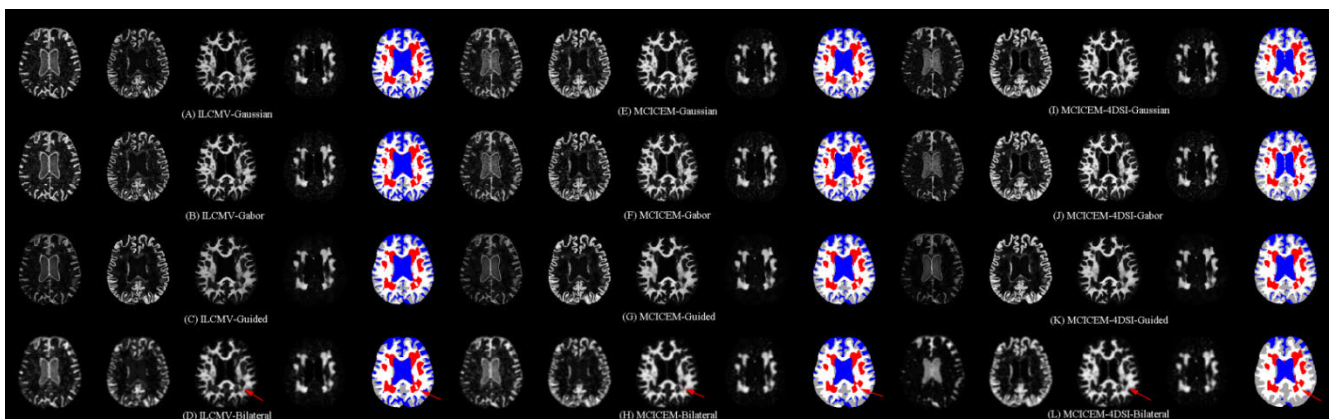 (A) ILCMV-Gaussian
(E) MCICEM-Gaussian
(I) MCICEM-4DSI-Gaussian
(B) ILCMV-Gabor
(F) MCICEM-Gabor
(J) MCICEM-4DSI-Gabor
(C) ILCMV-Guided
(G) MCICEM-Guided
(K) MCICEM-4DSI-Guided
(D) ILCMV-Bilateral
(H) MCICEM-Bilateral
(L) MCICEM-4DSI-Bilateral